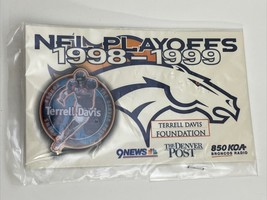 NFL PLAYOFFS
1998-1999
Terrell Davis
TERRELL DAVIS
FOUNDATION
9NEWS
THE DENVER
POST
850 KOA
BRONCOS RADIO